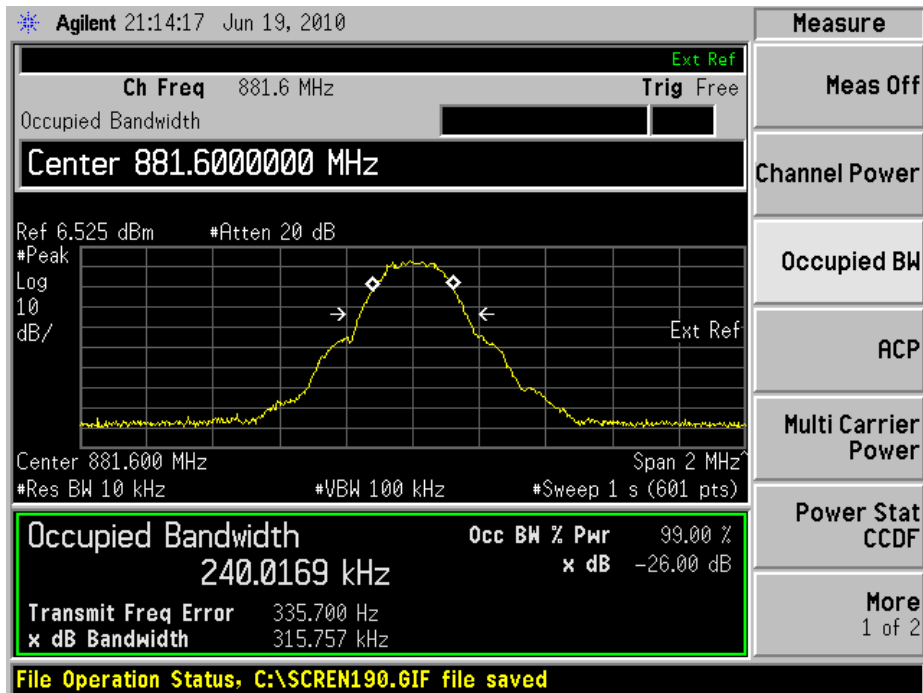 Agilent 21:14:17 Jun 19, 2010
Measure
Ext Ref
Ch Freq 881.6 MHz
Trig Free
Occupied Bandwidth
Center 881.6000000 MHz
Ref 6.525 dBm #Atten 20 dB
#Peak
Log
10
dB/
Ext Ref
Center 881.600 MHz
Span 2 MHz^
#Res BW 10 kHz
#VBW 100 kHz
#Sweep 1 s (601 pts)
Occupied Bandwidth
240.0169 kHz
Occ BW % Pwr 99.00 %
x dB -26.00 dB
Transmit Freq Error 335.700 Hz
x dB Bandwidth 315.757 kHz
File Operation Status, C:\SCREN190.GIF file saved
Meas Off
Channel Power
Occupied BW
ACP
Multi Carrier
Power
Power Stat
CCDF
More
1 of 2